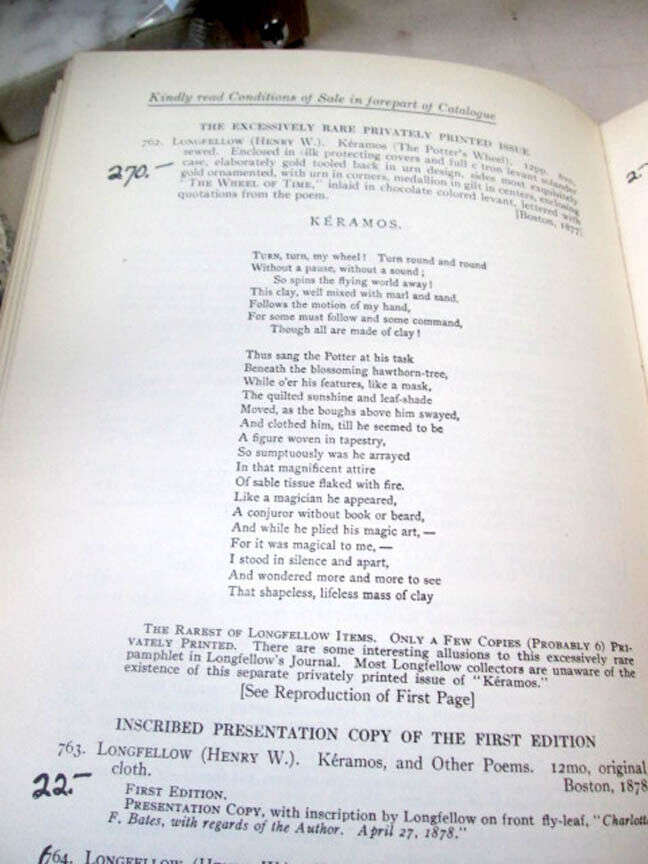 Kindly read Conditions of Sale in forepart of Catalogue
THE EXCESSIVELY RARE PRIVATELY PRINTED ISSUE
762. LONGFELLOW (HENRY W.). Kéramos (The Potter's Wheel). 12pp. 8vo,
sewed. Enclosed in silk protecting covers and full c tron levant solander
270.— case, elaborately gold tooled back in urn design, sides most exquisitely
gold ornamented, with urn in corners, medallion in gilt in centers, enclosing
"THE WHEEL OF TIME," inlaid in chocolate colored levant, lettered with
quotations from the poem. [Boston, 1877]
KÉRAMOS.
TURN, turn, my wheel! Turn round and round
Without a pause, without a sound;
So spins the flying world away!
This clay, well mixed with marl and sand,
Follows the motion of my hand,
For some must follow and some command,
Though all are made of clay!
Thus sang the Potter at his task
Beneath the blossoming hawthorn-tree,
While o'er his features, like a mask,
The quilted sunshine and leaf-shade
Moved, as the boughs above him swayed,
And clothed him, till he seemed to be
A figure woven in tapestry,
So sumptuously was he arrayed
In that magnificent attire
Of sable tissue flaked with fire.
Like a magician he appeared,
A conjuror without book or beard,
And while he plied his magic art, —
For it was magical to me, —
I stood in silence and apart,
And wondered more and more to see
That shapeless, lifeless mass of clay
THE RAREST OF LONGFELLOW ITEMS. ONLY A FEW COPIES (PROBABLY 6) PRI-
VATELY PRINTED. There are some interesting allusions to this excessively rare
pamphlet in Longfellow's Journal. Most Longfellow collectors are unaware of the
existence of this separate privately printed issue of "Kéramos."
[See Reproduction of First Page]
INSCRIBED PRESENTATION COPY OF THE FIRST EDITION
763. LONGFELLOW (HENRY W.). Kéramos, and Other Poems. 12mo, original
22.— cloth. Boston, 1878
FIRST EDITION.
PRESENTATION COPY, with inscription by Longfellow on front fly-leaf, "Charlotte
F. Bates, with regards of the Author. April 27, 1878."
764. LONGFELLOW (HENRY